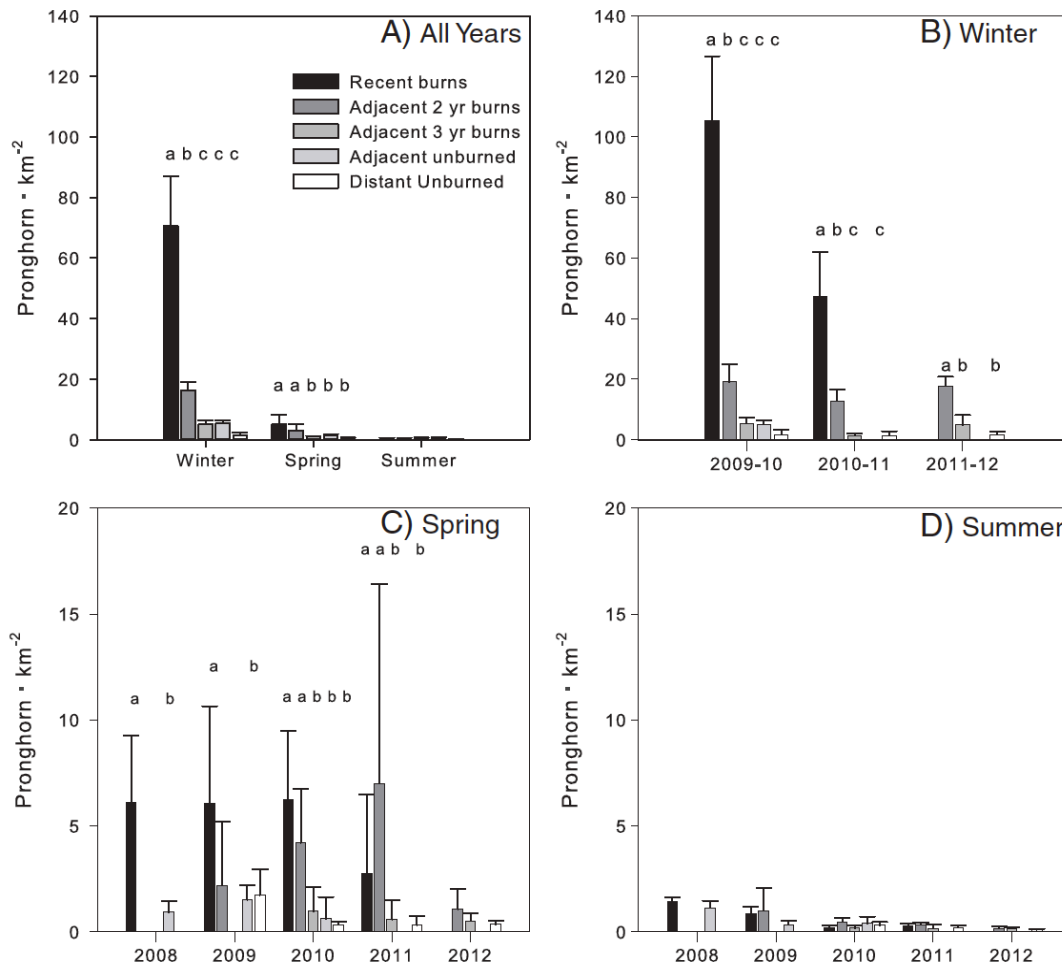 A) All Years
140
120
100
80
60
40
20
0
Pronghorn · km-2
Recent burns
Adjacent 2 yr burns
Adjacent 3 yr burns
Adjacent unburned
Distant Unburned
a b c c c
a a b b b
Winter Spring Summer
B) Winter
140
120
100
80
60
40
20
0
Pronghorn · km-2
a b c c c
a b c c
a b b
2009-10 2010-11 2011-12
C) Spring
20
15
10
5
0
Pronghorn · km-2
a b
a b
a a b b b
a a b b
2008 2009 2010 2011 2012
D) Summer
20
15
10
5
0
Pronghorn · km-2
2008 2009 2010 2011 2012